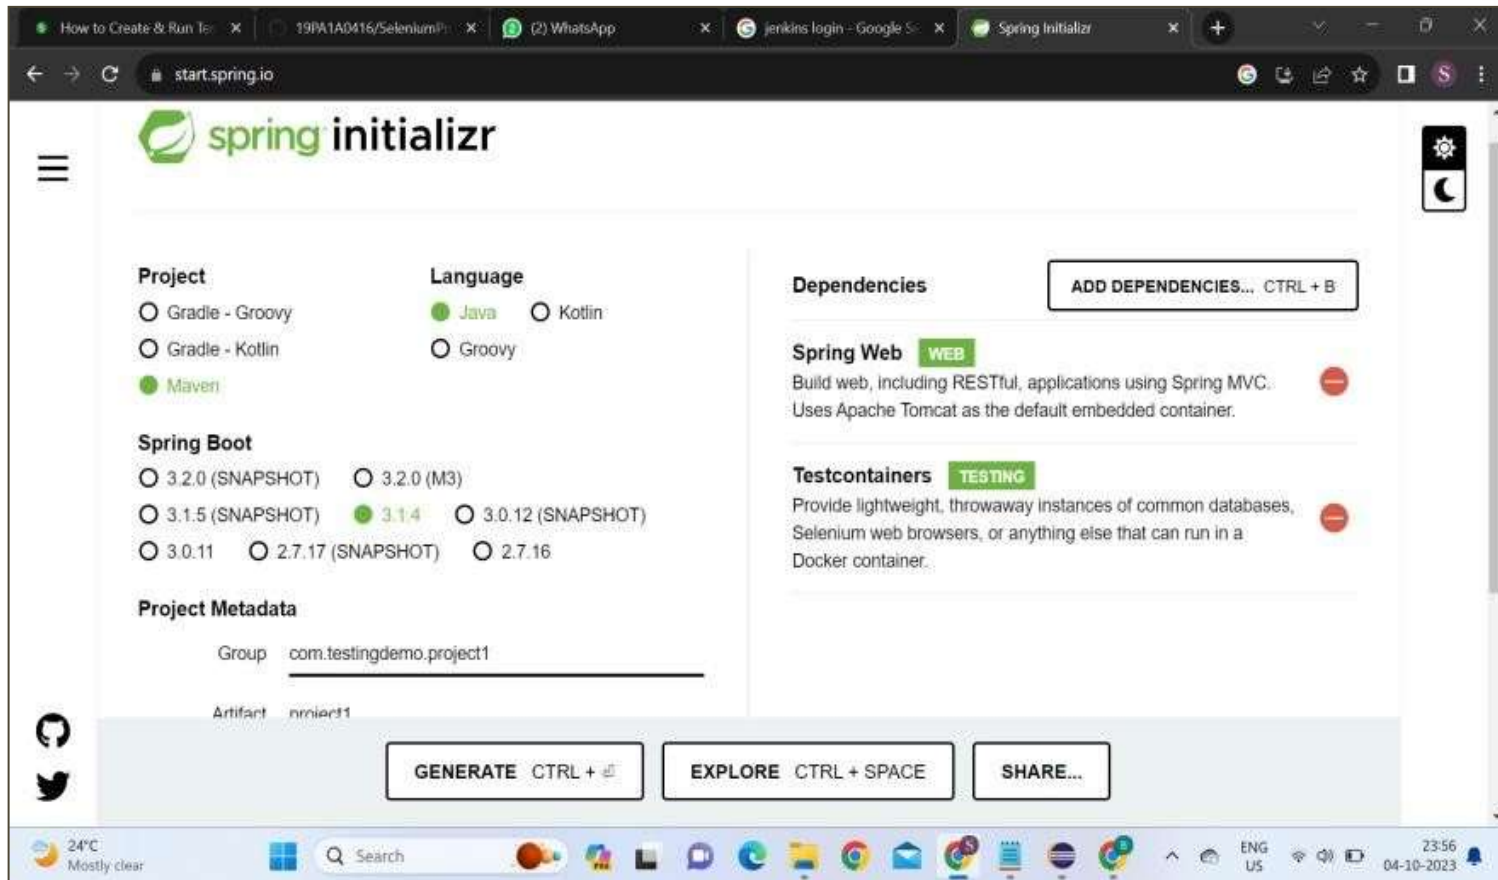 How to Create & Run Te
19PA1A0416/SeleniumP
(2) WhatsApp
jenkins login - Google S
Spring Initializr
start.spring.io
S
spring initializr
Project
Language
Gradle - Groovy
Java
Kotlin
Gradle - Kotlin
Groovy
Maven
Spring Boot
3.2.0 (SNAPSHOT)
3.2.0 (M3)
3.1.5 (SNAPSHOT)
3.1.4
3.0.12 (SNAPSHOT)
3.0.11
2.7.17 (SNAPSHOT)
2.7.16
Project Metadata
Group
com.testingdemo.project1
Artifact
project1
Dependencies
ADD DEPENDENCIES... CTRL + B
Spring Web WEB
Build web, including RESTful, applications using Spring MVC.
Uses Apache Tomcat as the default embedded container.
Testcontainers TESTING
Provide lightweight, throwaway instances of common databases,
Selenium web browsers, or anything else that can run in a
Docker container.
GENERATE CTRL + ⏎
EXPLORE CTRL + SPACE
SHARE...
24°C
Mostly clear
Search
ENG
US
23:56
04-10-2023